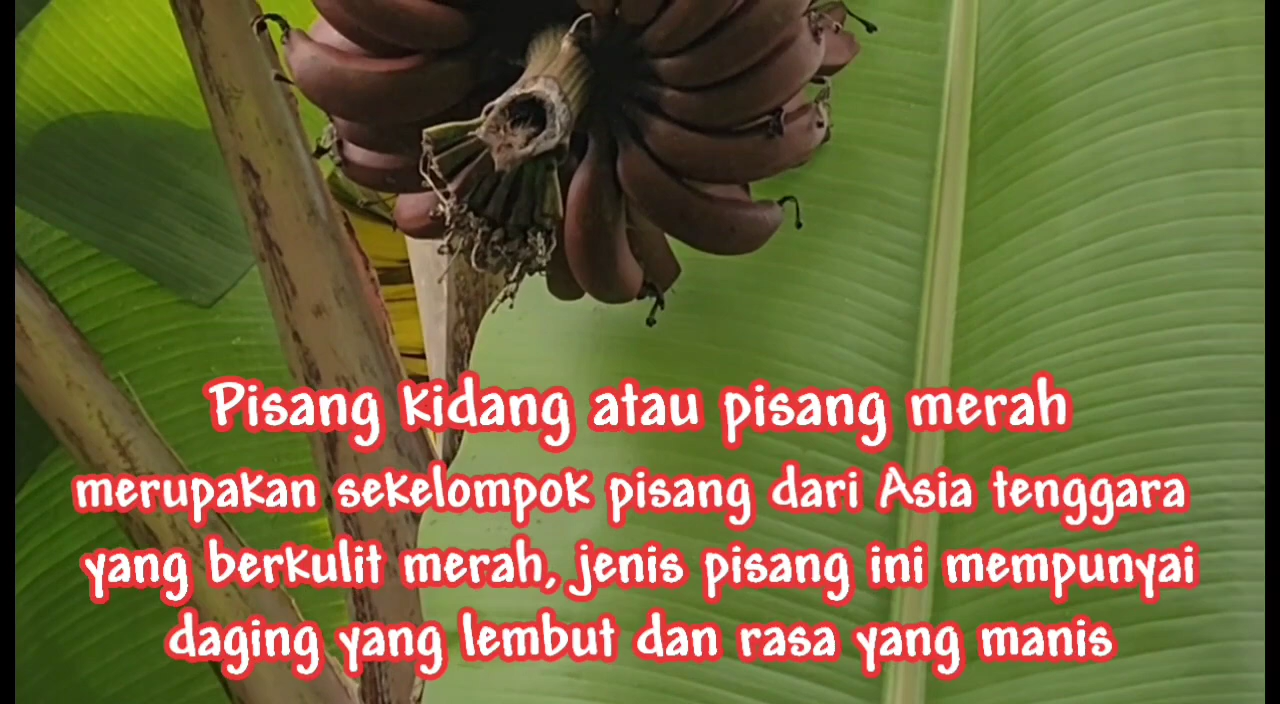 Pisang kidang atau pisang merah
merupakan sekelompok pisang dari Asia tenggara
yang berkulit merah, jenis pisang ini mempunyai
daging yang lembut dan rasa yang manis